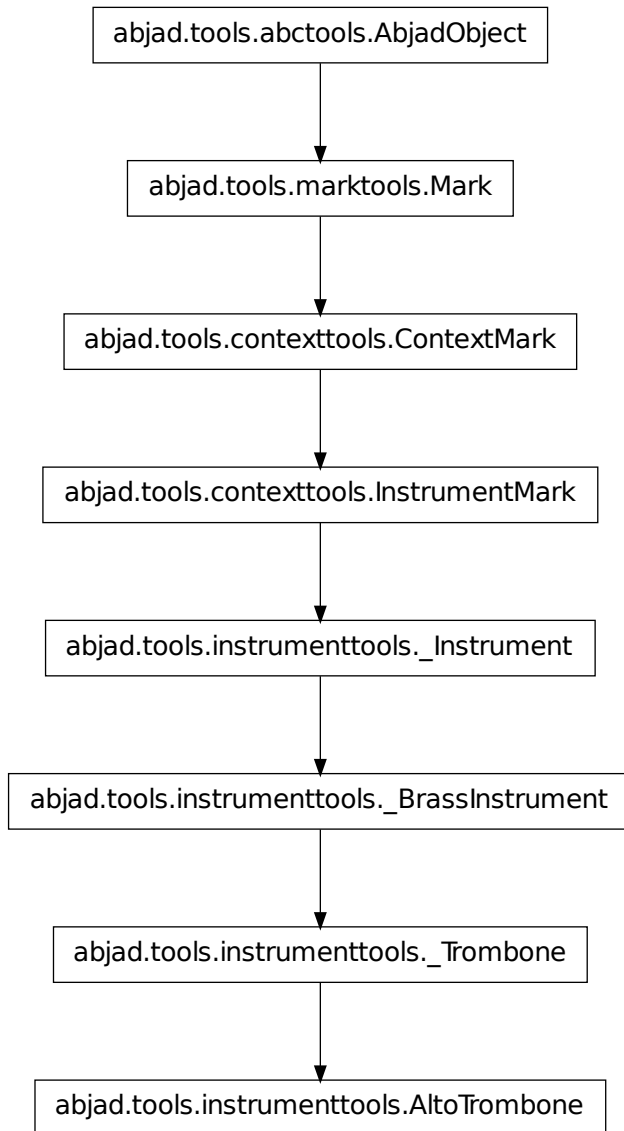 abjad.tools.abctools.AbjadObject
abjad.tools.marktools.Mark
abjad.tools.contexttools.ContextMark
abjad.tools.contexttools.InstrumentMark
abjad.tools.instrumenttools._Instrument
abjad.tools.instrumenttools._BrassInstrument
abjad.tools.instrumenttools._Trombone
abjad.tools.instrumenttools.AltoTrombone